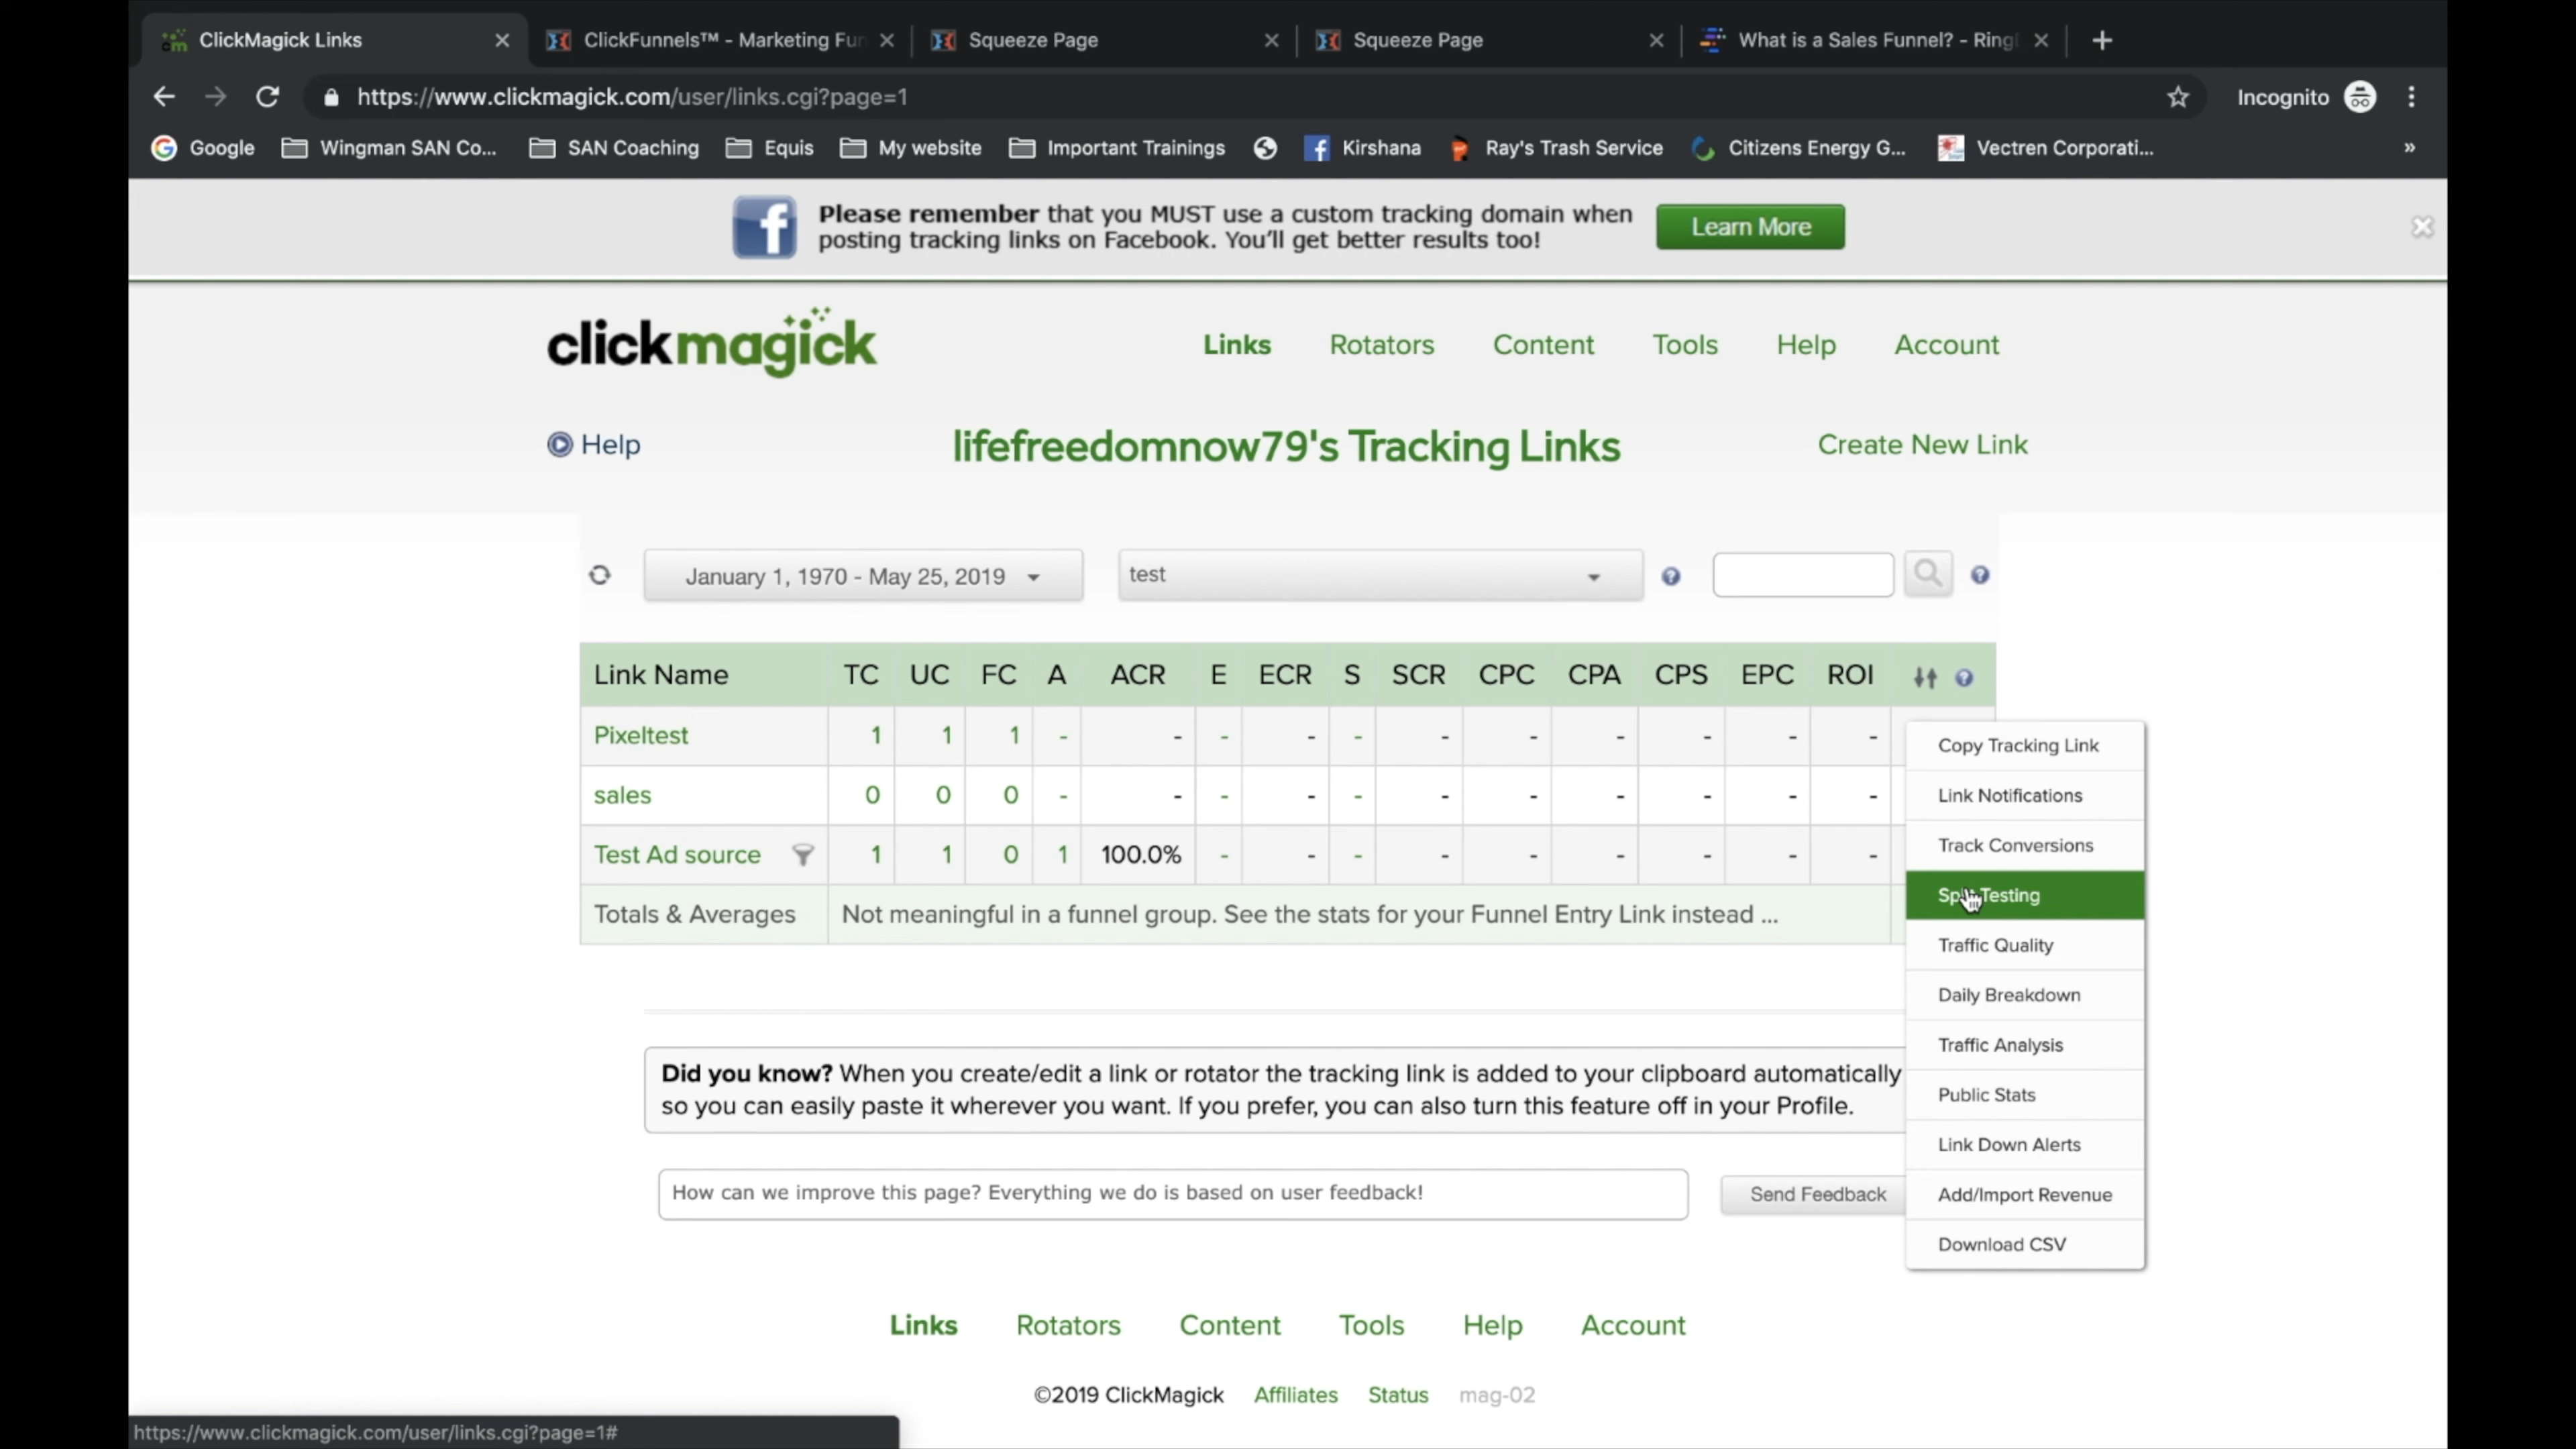 ClickMagick Links
ClickFunnels™ - Marketing Fun
Squeeze Page
Squeeze Page
What is a Sales Funnel? - Ring
https://www.clickmagick.com/user/links.cgi?page=1
Incognito
Google
Wingman SAN Co...
SAN Coaching
Equis
My website
Important Trainings
Kirshana
Ray's Trash Service
Citizens Energy G...
Vectren Corporati...
»
Please remember that you MUST use a custom tracking domain when
posting tracking links on Facebook. You'll get better results too!
Learn More
clickmagick
Links Rotators Content Tools Help Account
Help
lifefreedomnow79's Tracking Links
Create New Link
January 1, 1970 - May 25, 2019
test
Link Name TC UC FC A ACR E ECR S SCR CPC CPA CPS EPC ROI
Pixeltest 1 1 1 - - - - - - - - - - -
sales 0 0 0 - - - - - - - - - - -
Test Ad source 1 1 0 1 100.0% - - - - - - - - -
Totals & Averages Not meaningful in a funnel group. See the stats for your Funnel Entry Link instead ...
Copy Tracking Link
Link Notifications
Track Conversions
Testing
Traffic Quality
Daily Breakdown
Traffic Analysis
Public Stats
Link Down Alerts
Add/Import Revenue
Download CSV
Did you know? When you create/edit a link or rotator the tracking link is added to your clipboard automatically
so you can easily paste it wherever you want. If you prefer, you can also turn this feature off in your Profile.
How can we improve this page? Everything we do is based on user feedback!
Send Feedback
Links Rotators Content Tools Help Account
©2019 ClickMagick Affiliates Status mag-02
https://www.clickmagick.com/user/links.cgi?page=1#